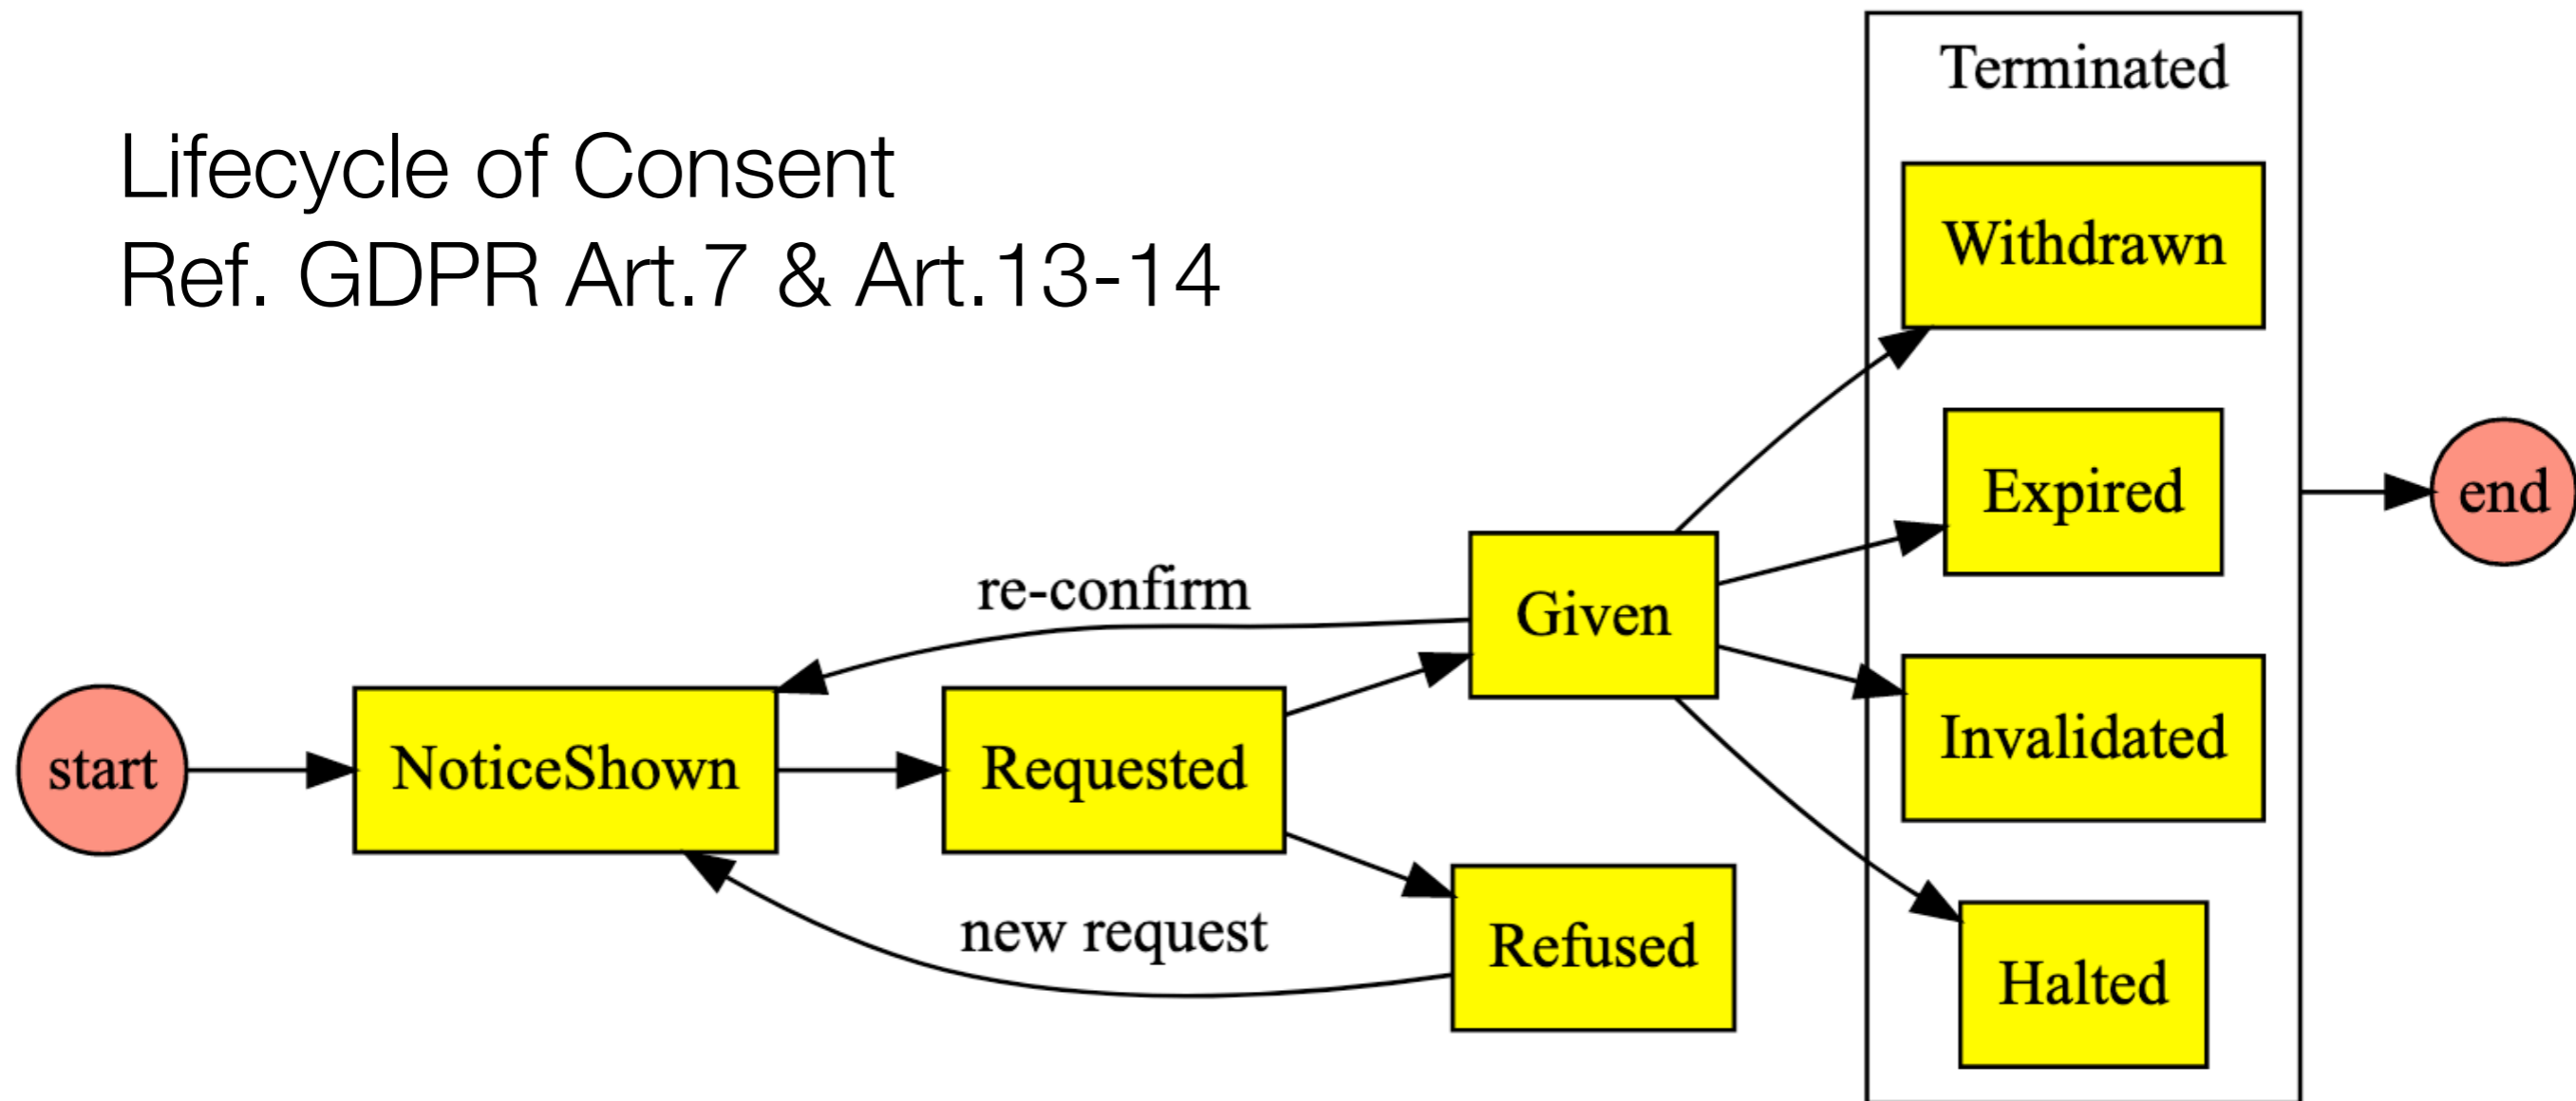 Lifecycle of Consent
Ref. GDPR Art.7 & Art.13-14
Terminated
Withdrawn
Expired
end
re-confirm
Given
Invalidated
start
NoticeShown
Requested
new request
Refused
Halted